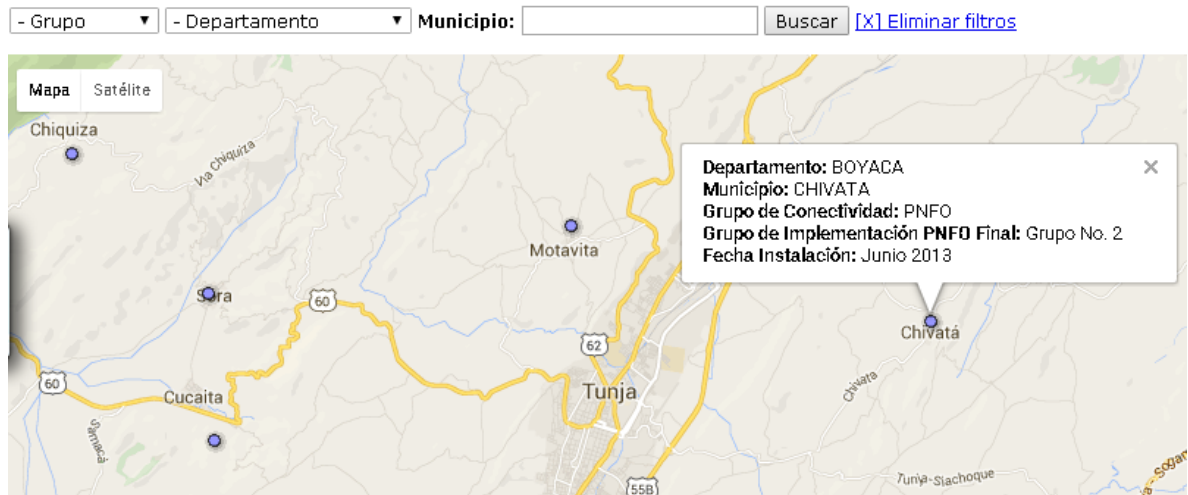 - Grupo - Departamento Municipio: Buscar [X] Eliminar filtros
Mapa Satélite
Chiquiza
Via Chiquiza
Departamento: BOYACA
Municipio: CHIVATA
Grupo de Conectividad: PNFO
Grupo de Implementación PNFO Final: Grupo No. 2
Fecha Instalación: Junio 2013
Motavita
Sora
60
62
Chivatá
60
Cucaita
Tunja
Chivata
Samacá
Tunja-Siachoque
55B